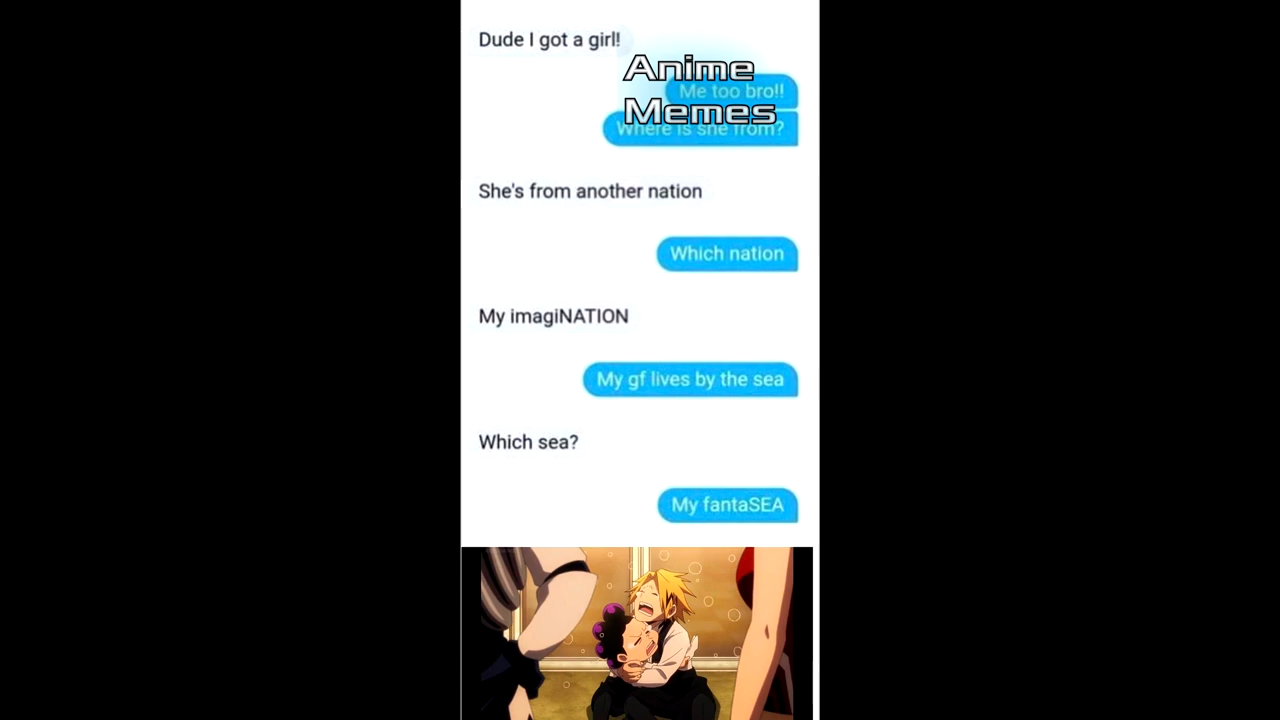 Dude I got a girl!
Anime
Me too bro!!
Memes
Where is she from?
She's from another nation
Which nation
My imagiNATION
My gf lives by the sea
Which sea?
My fantaSEA